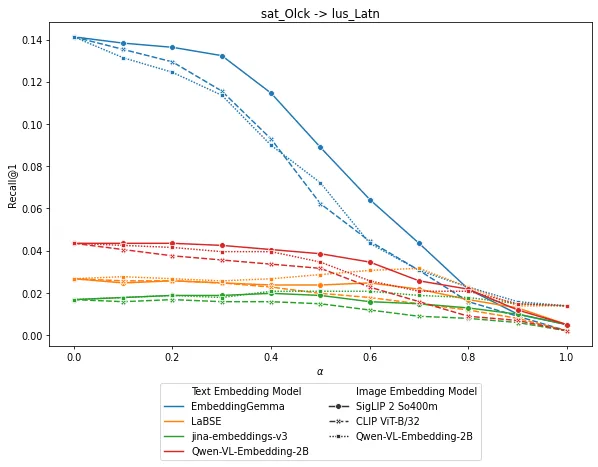 sat_Olck -> lus_Latn
Recall@1
0.14
0.12
0.10
0.08
0.06
0.04
0.02
0.00
0.0 0.2 0.4 0.6 0.8 1.0
α
Text Embedding Model Image Embedding Model
EmbeddingGemma SigLIP 2 So400m
LaBSE CLIP ViT-B/32
jina-embeddings-v3 Qwen-VL-Embedding-2B
Qwen-VL-Embedding-2B